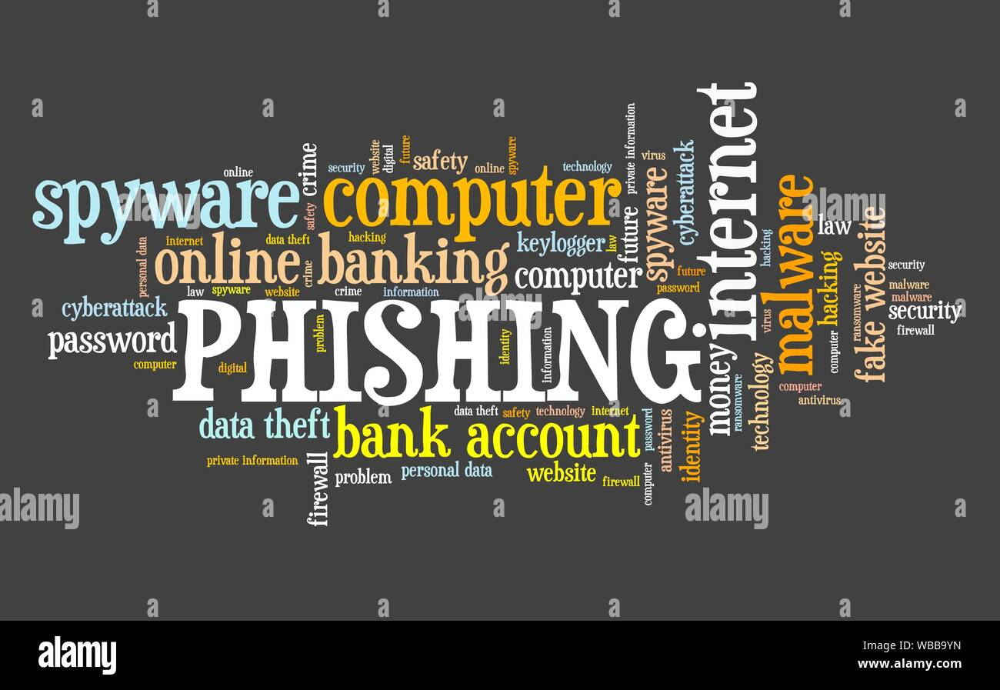 online
spyware
crime
safety
security
website
digital
future
safety
online
spyware
technology
computer
private information
virus
cyberattack
internet
internet
data theft
hacking
keylogger
law
future
spyware
personal data
online banking
crime
computer
future
password
hacking
virus
malware
law
hacking
computer
ransomware
fake website
security
malware
malware
security
firewall
law
spyware
website
crime
information
cyberattack
password
computer
digital
PHISHING
problem
identity
information
money
ransomware
technology
computer
antivirus
data theft
data theft
safety
technology
internet
bank account
password
antivirus
identity
private information
firewall
problem
personal data
website
firewall
computer
a
alamy
alamy
Image ID: WBB9YN
www.alamy.com